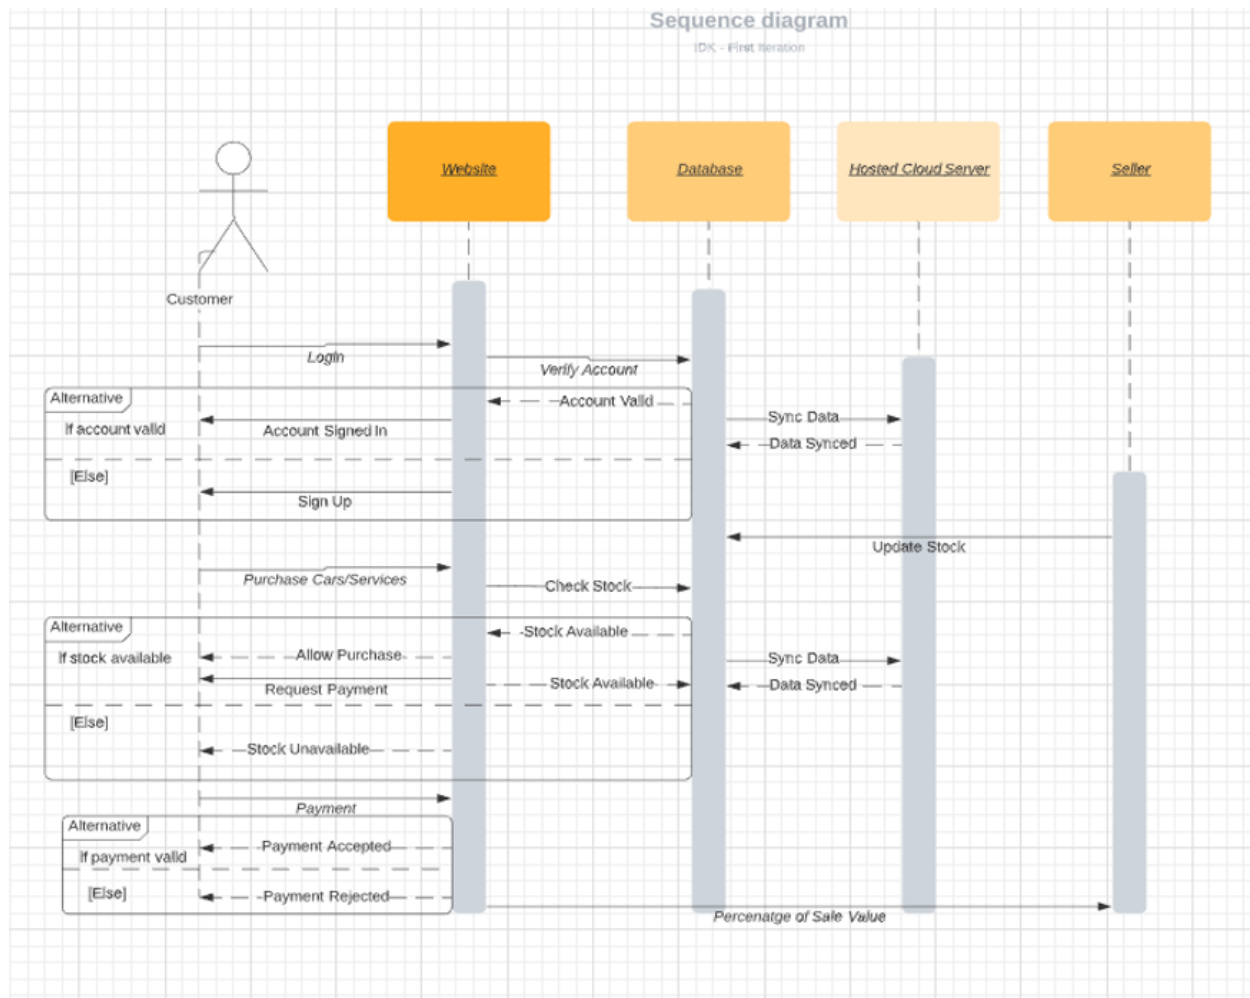 Sequence diagram
IDK - First Iteration
Website
Database
Hosted Cloud Server
Seller
Customer
Login
Verify Account
Alternative
Account Valid
If account valid
Account Signed In
Sync Data
Data Synced
[Else]
Sign Up
Update Stock
Purchase Cars/Services
Check Stock
Alternative
Stock Available
If stock available
Allow Purchase
Sync Data
Request Payment
Stock Available
Data Synced
[Else]
Stock Unavailable
Payment
Alternative
Payment Accepted
If payment valid
[Else]
Payment Rejected
Percenatge of Sale Value